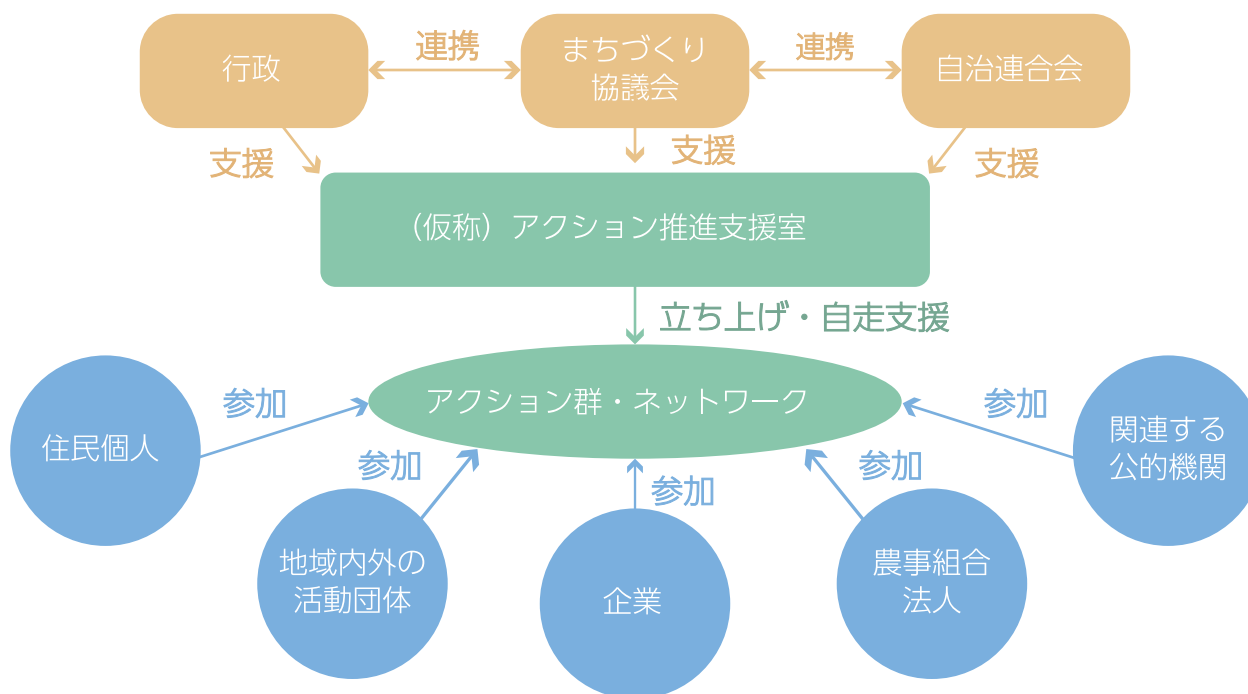 行政
連携
まちづくり
協議会
連携
自治連合会
支援
支援
支援
（仮称）アクション推進支援室
立ち上げ・自走支援
アクション群・ネットワーク
参加
参加
参加
参加
参加
住民個人
地域内外の
活動団体
企業
農事組合
法人
関連する
公的機関